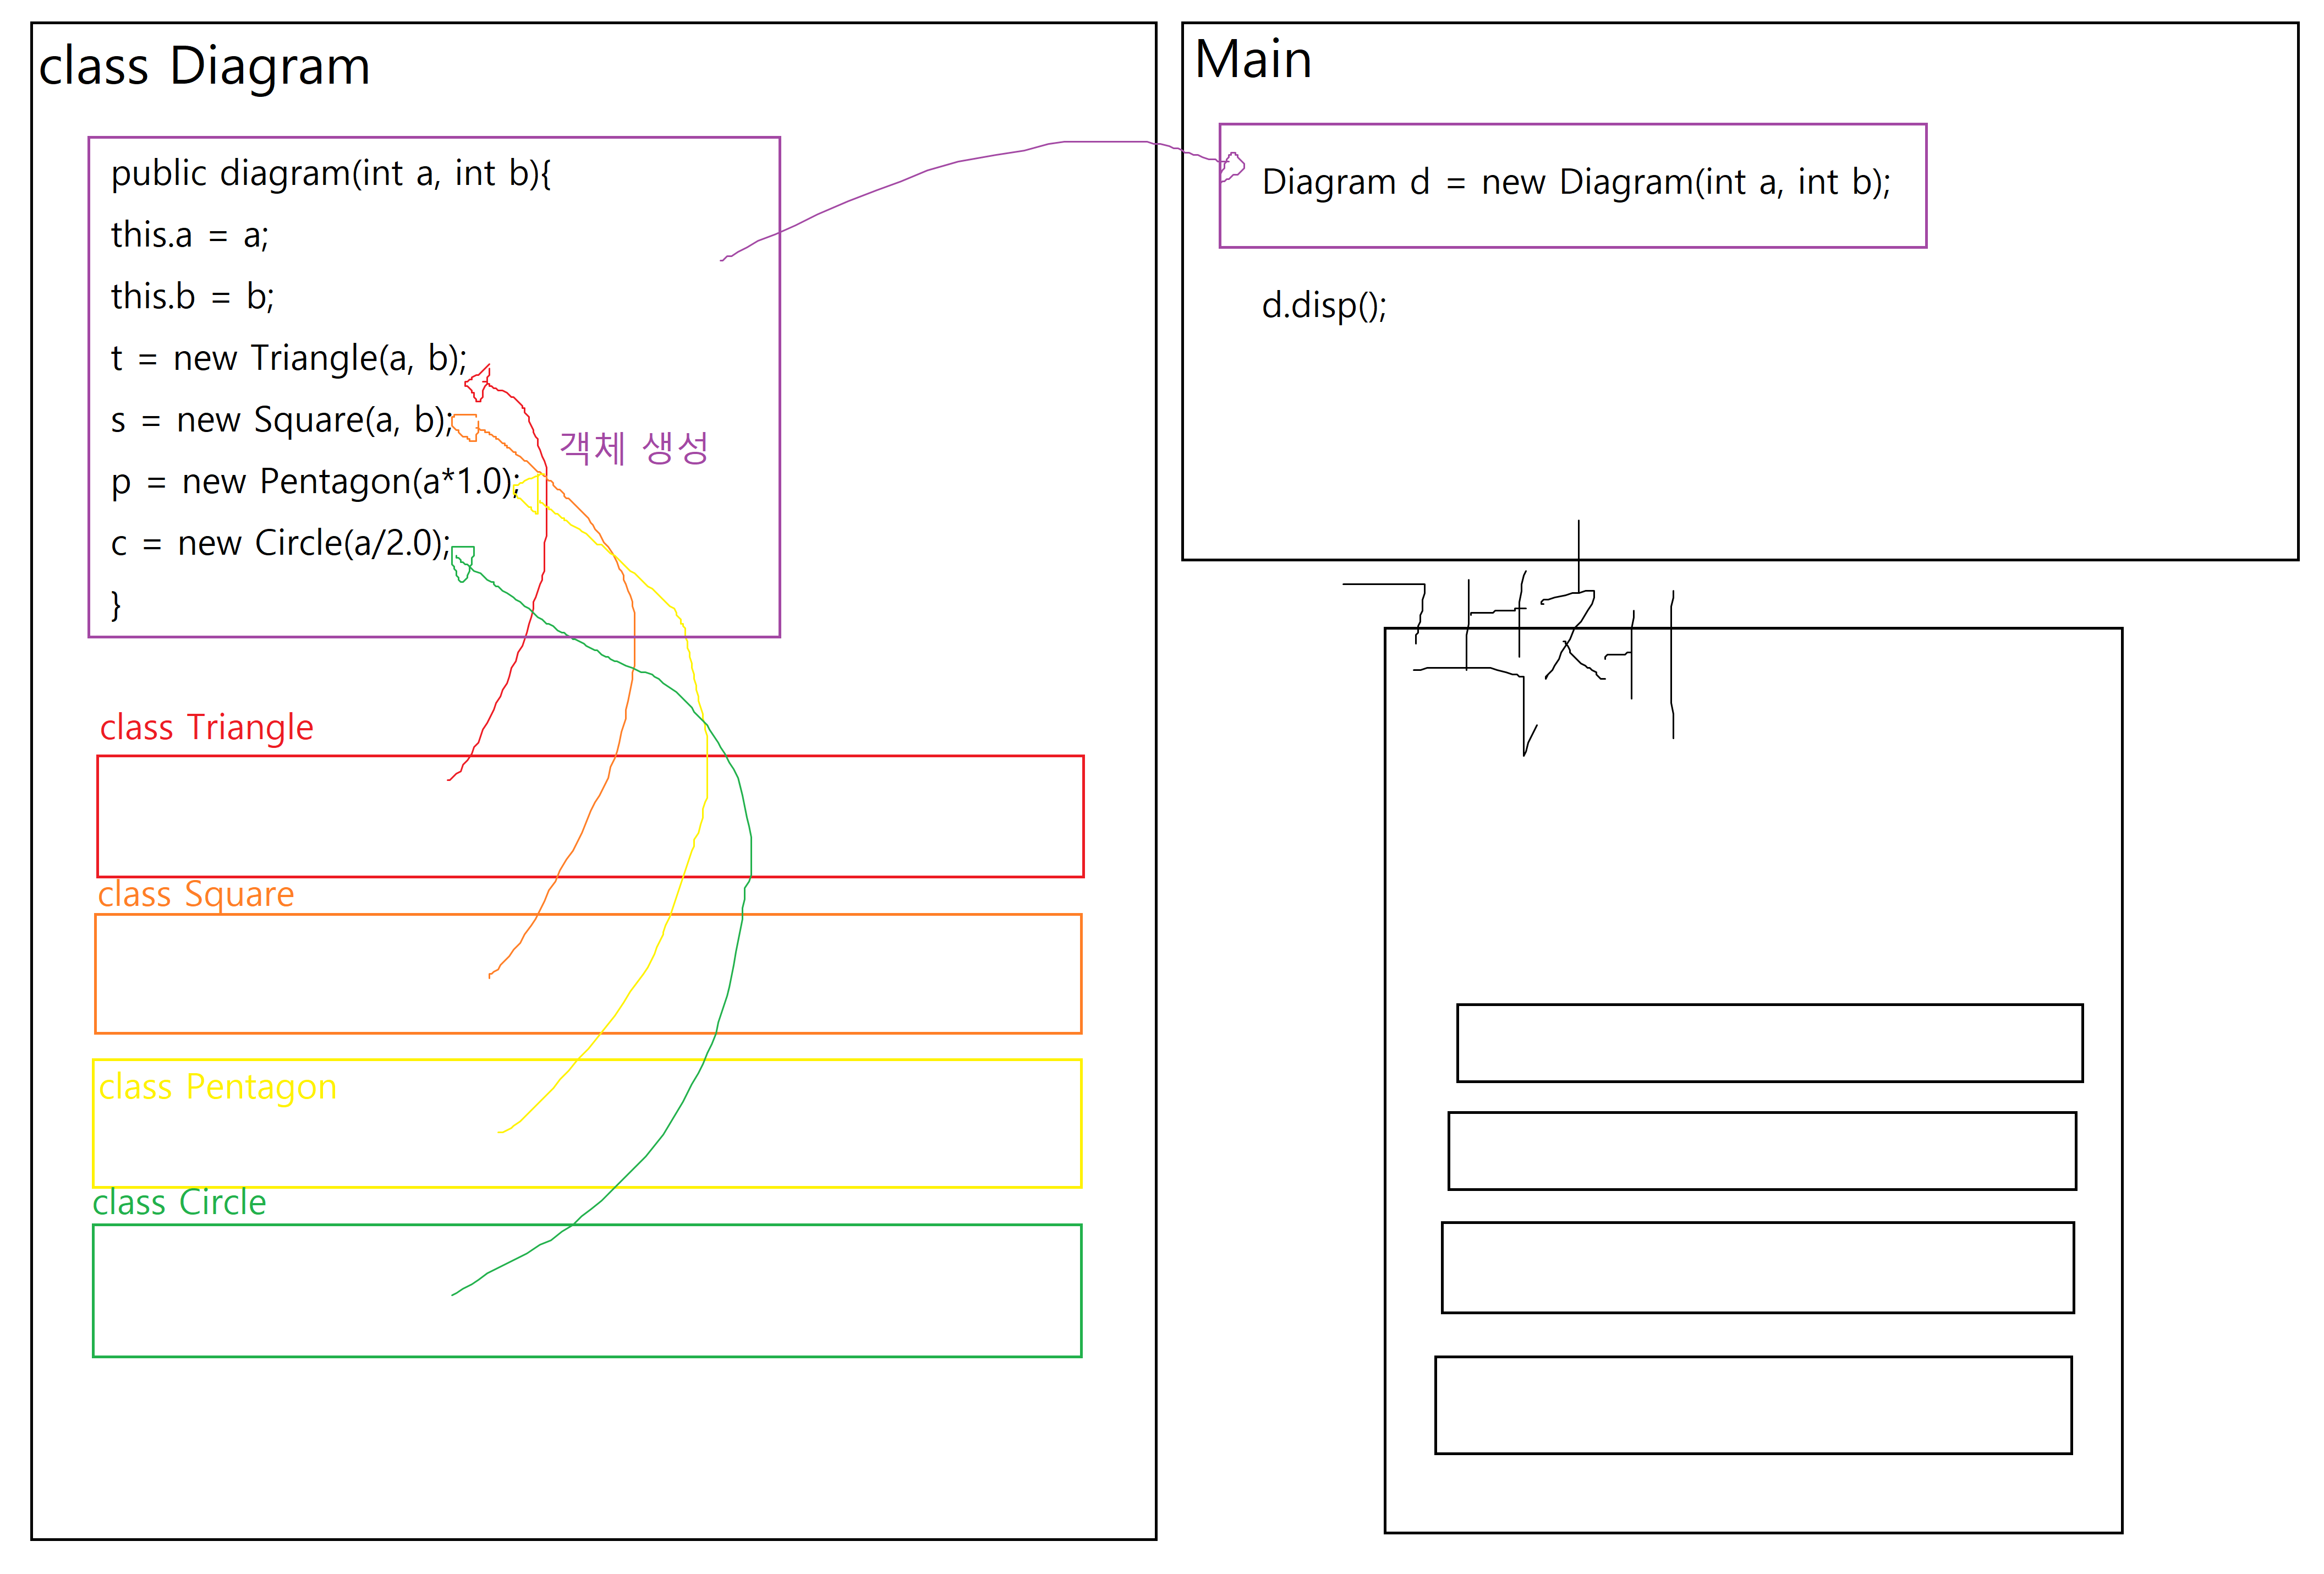 class Diagram
public diagram(int a, int b){
this.a = a;
this.b = b;
t = new Triangle(a, b);
s = new Square(a, b);
객체 생성
p = new Pentagon(a*1.0);
c = new Circle(a/2.0);
}
class Triangle
class Square
class Pentagon
class Circle
Main
Diagram d = new Diagram(int a, int b);
d.disp();
객체